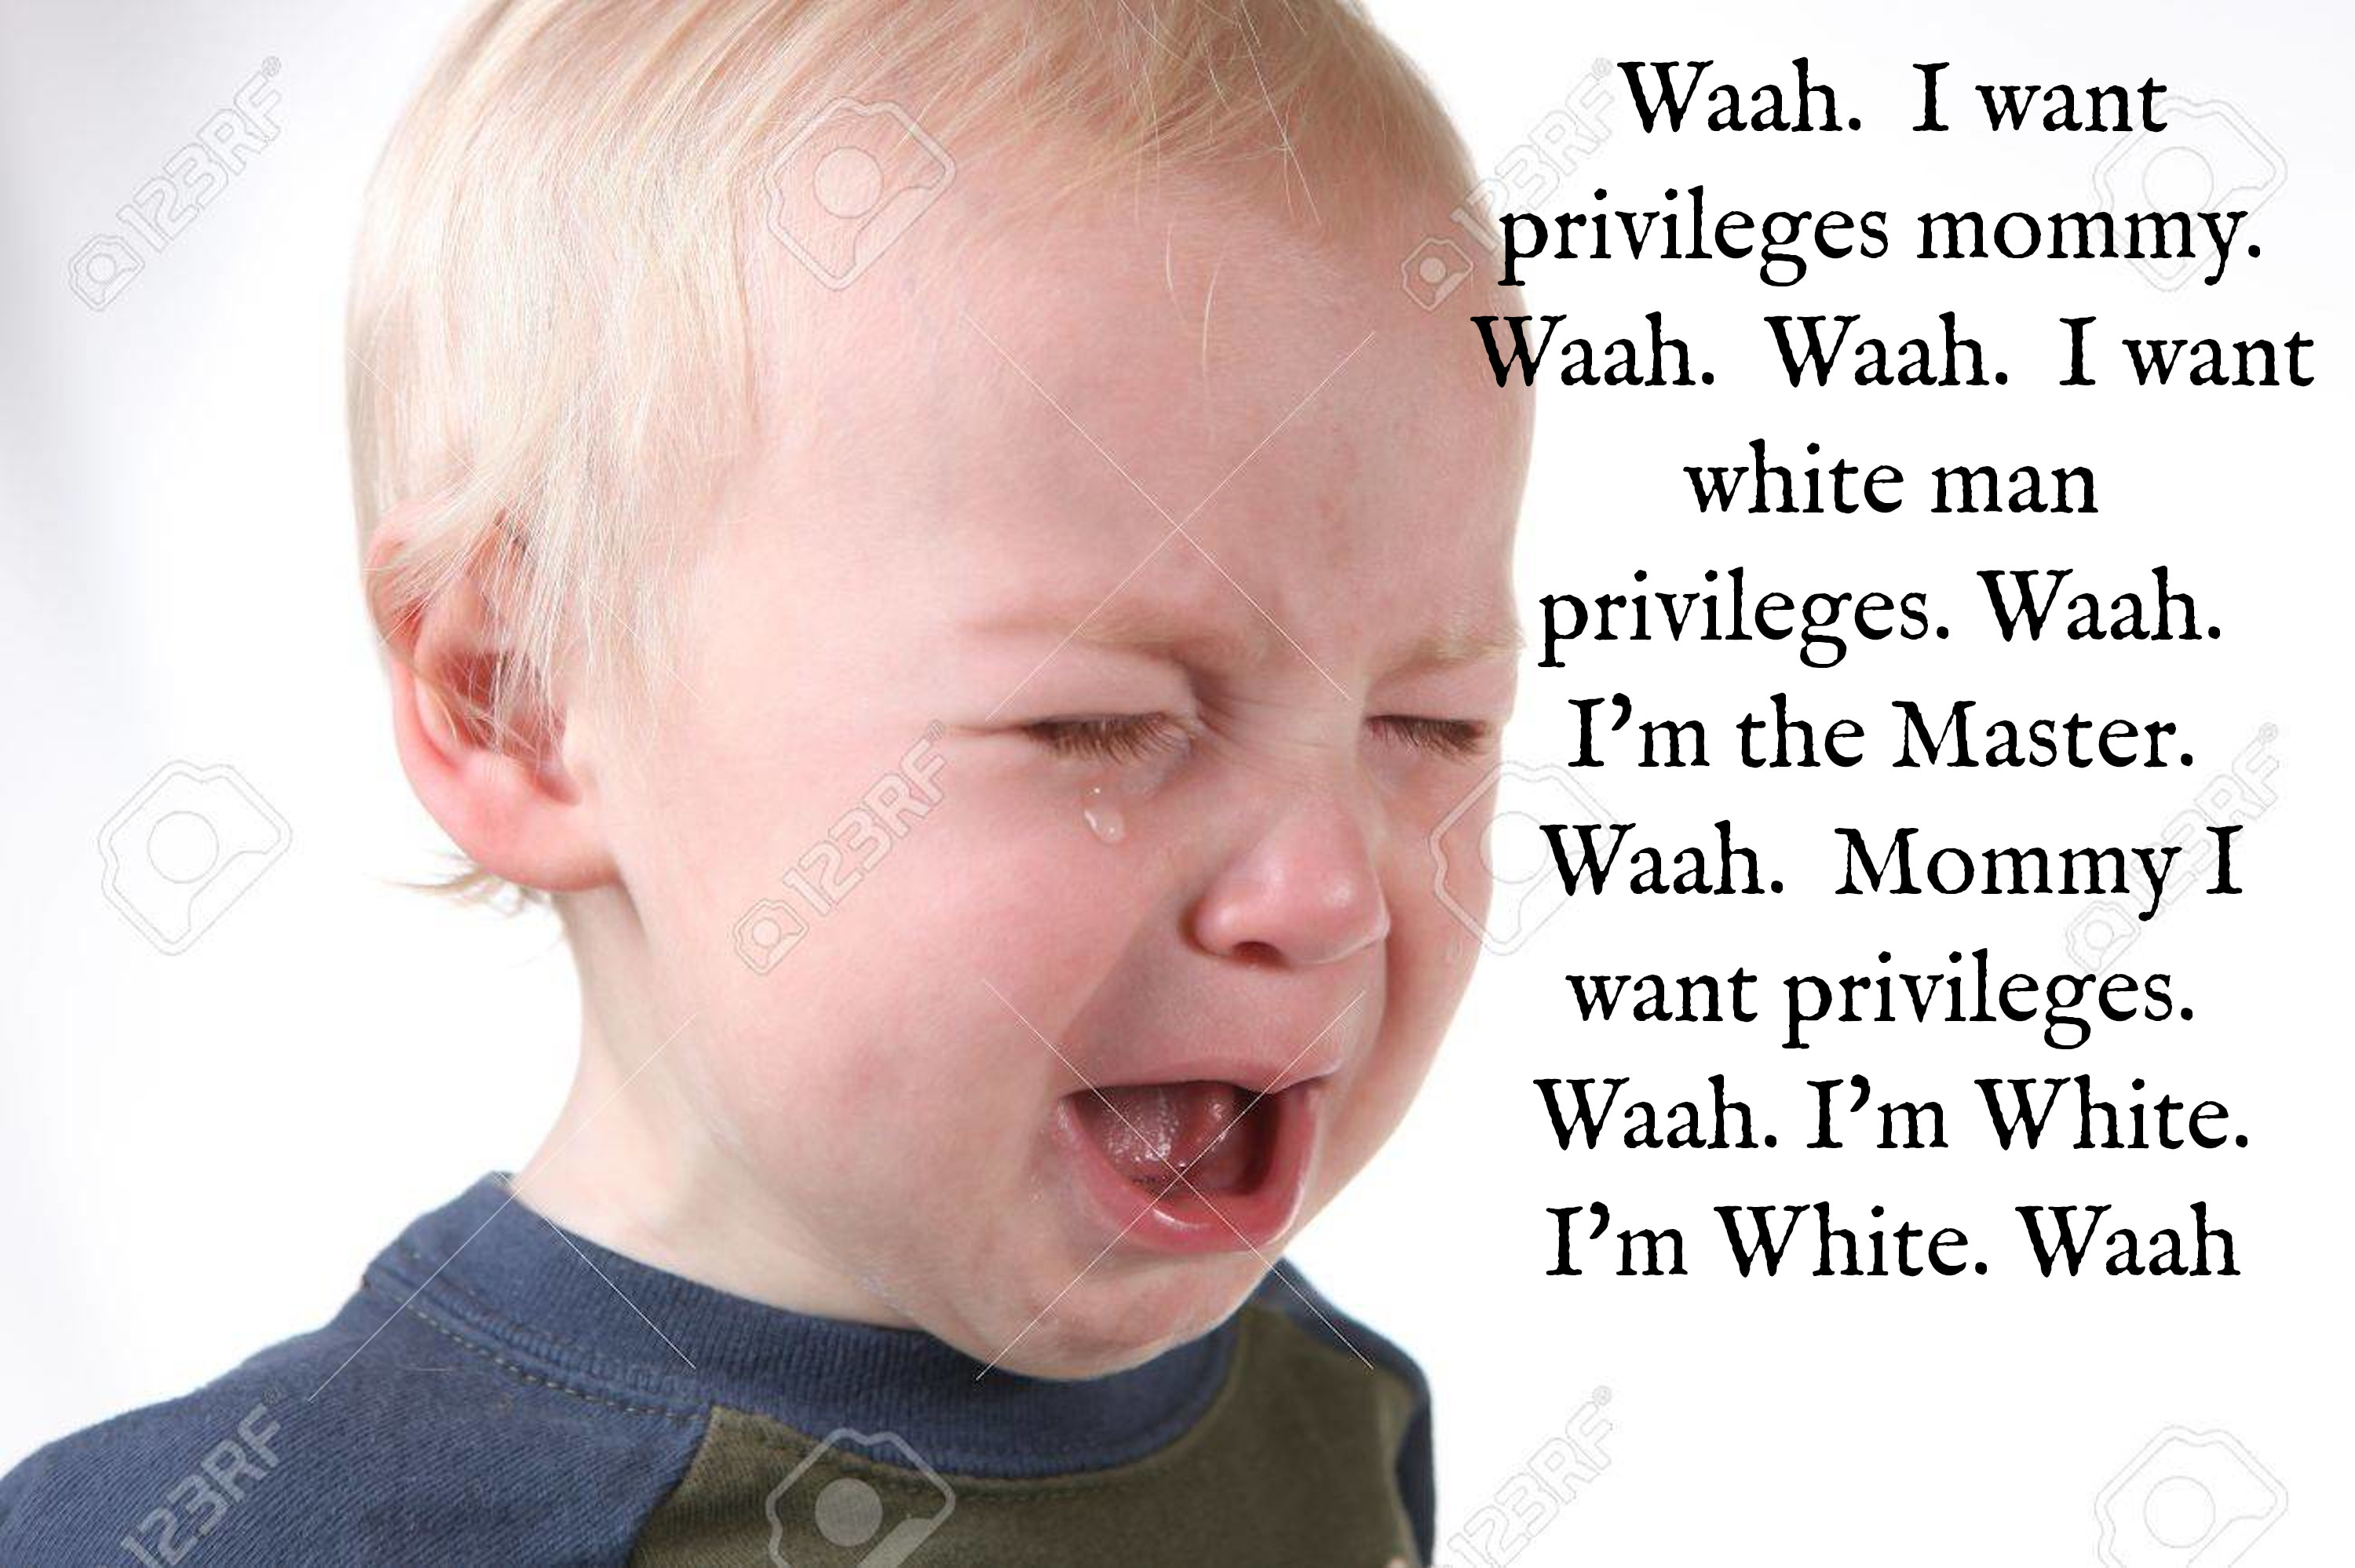 Waah.  I want
privileges mommy.
Waah.  Waah.  I want
white man
privileges. Waah.
I'm the Master.
Waah.  Mommy I
want privileges.
Waah. I'm White.
I'm White. Waah
123RF
123RF
123RF
123RF
123RF
123RF